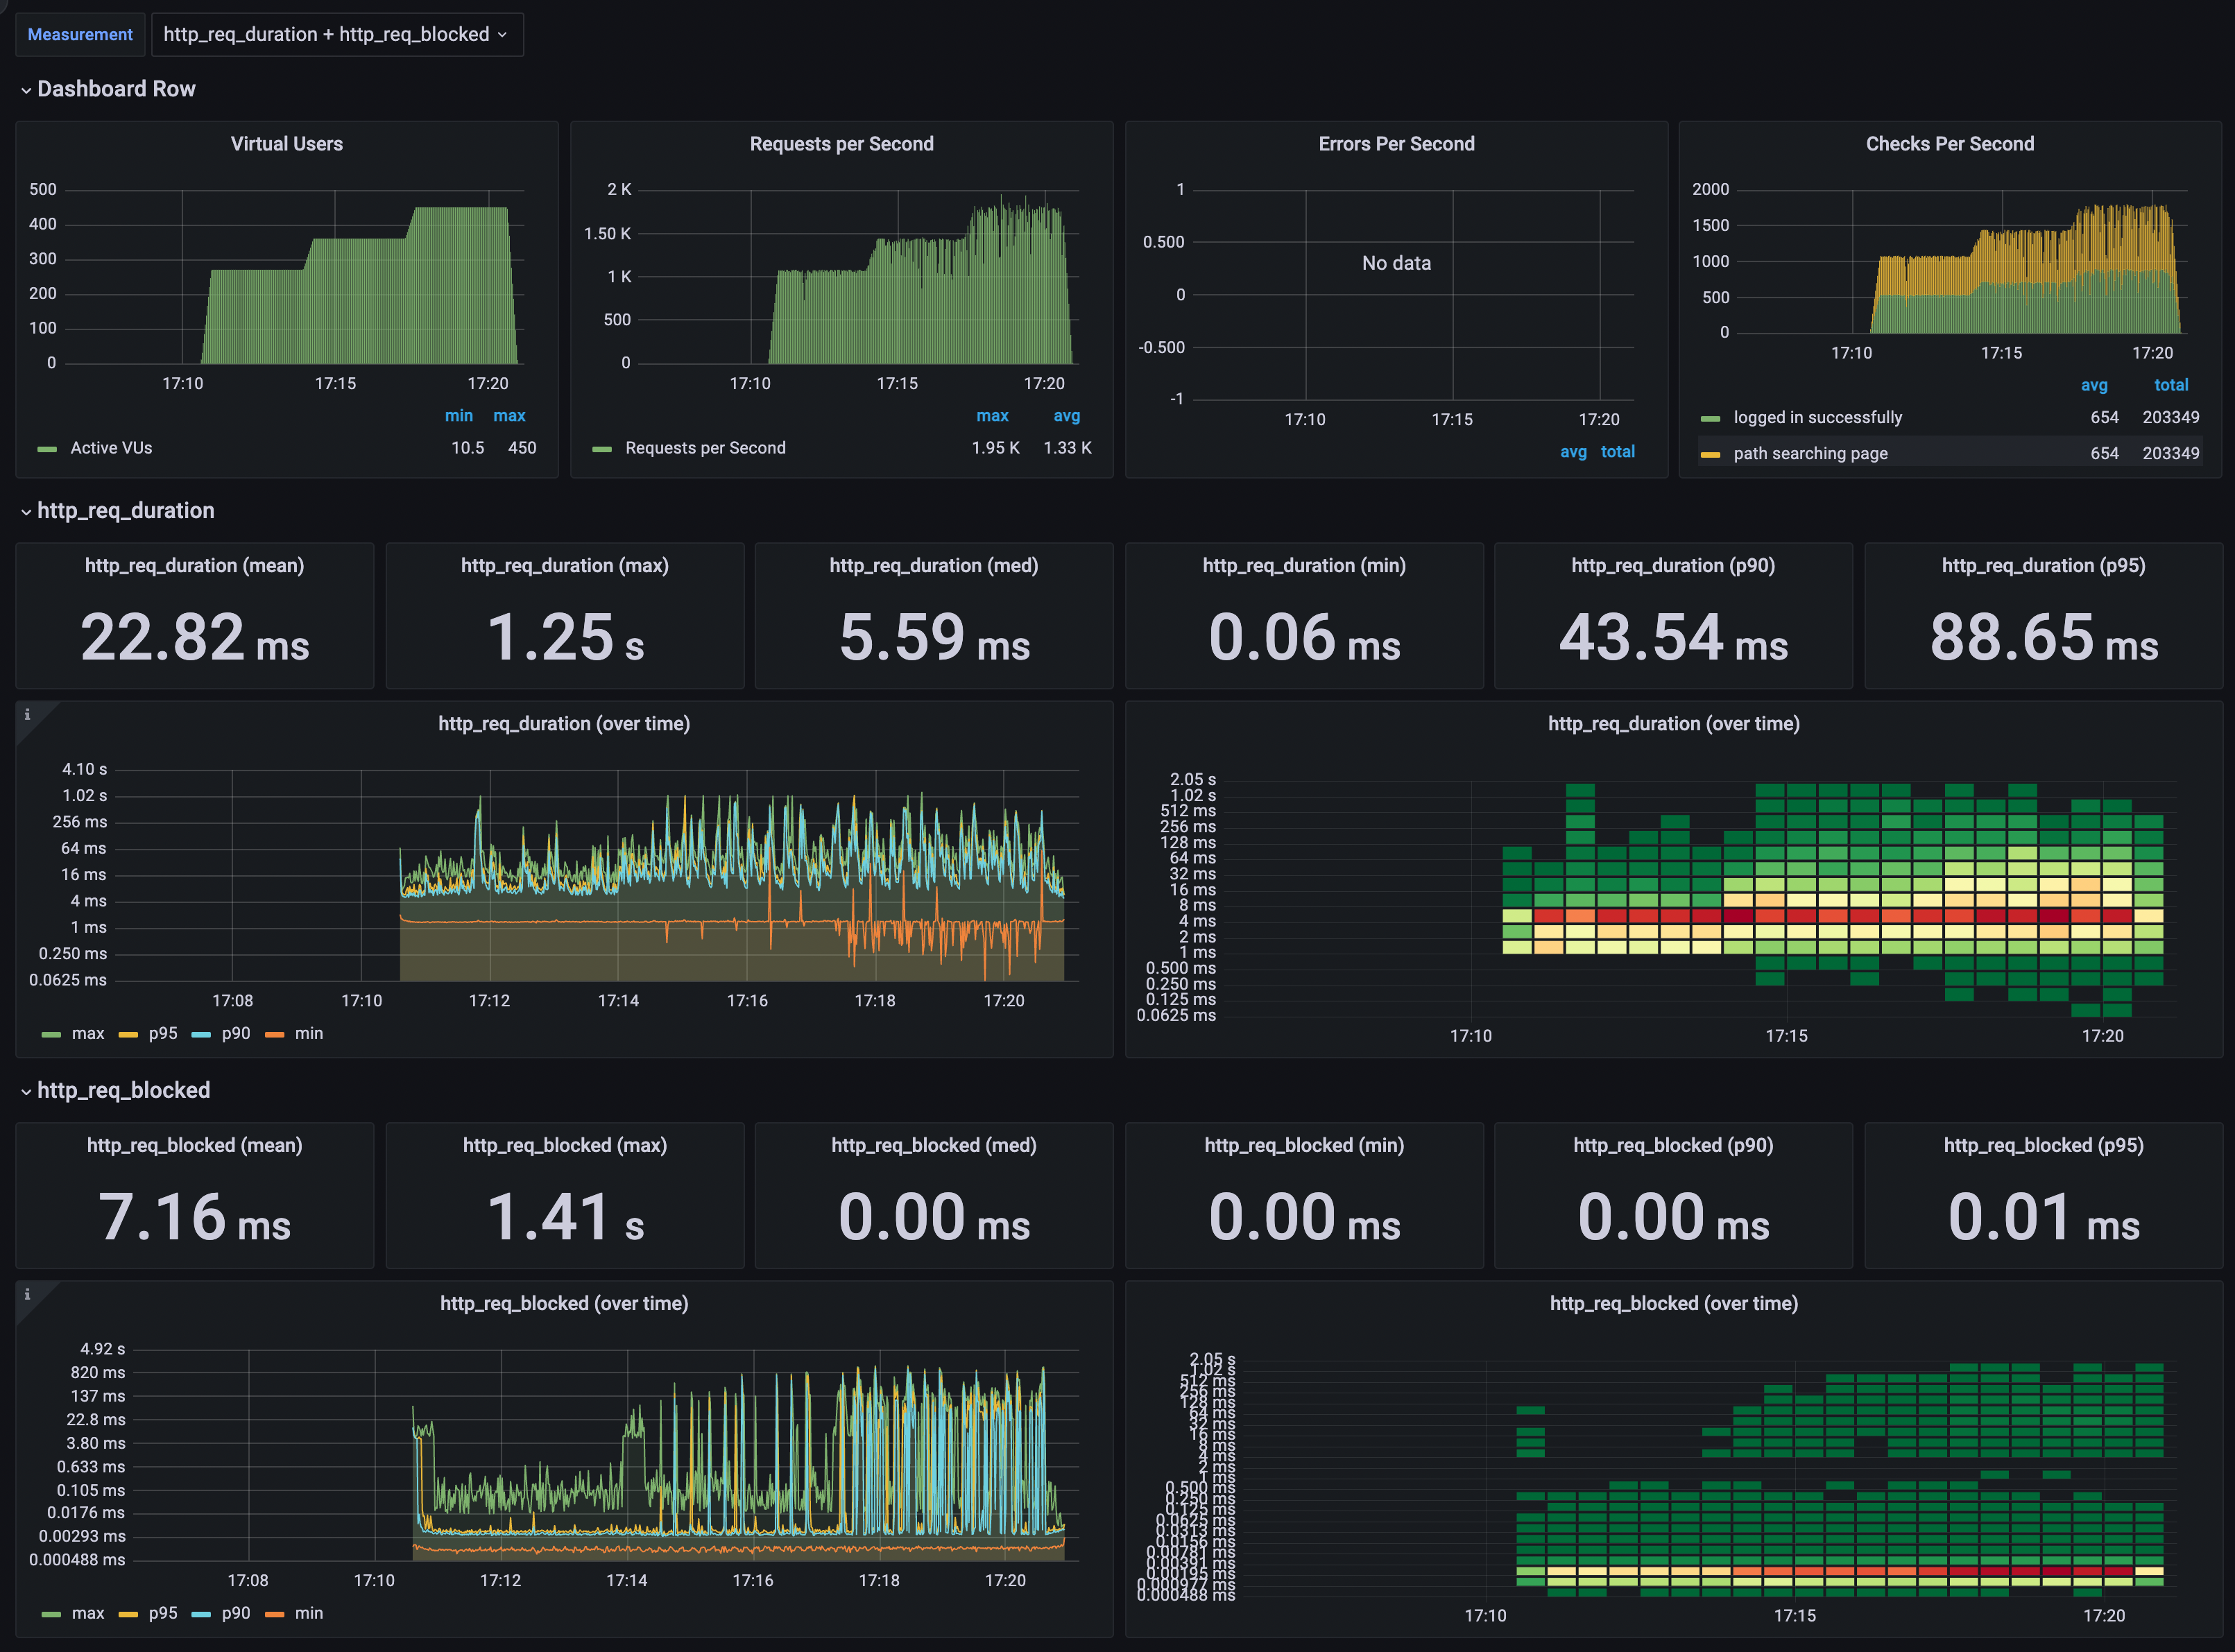 Measurement http_req_duration + http_req_blocked
Dashboard Row
Virtual Users
500
400
300
200
100
0
17:10 17:15 17:20
min max
Active VUs 10.5 450
Requests per Second
2 K
1.50 K
1 K
500
0
17:10 17:15 17:20
max avg
Requests per Second 1.95 K 1.33 K
Errors Per Second
1
0.500
0
-0.500
-1
No data
17:10 17:15 17:20
avg total
Checks Per Second
2000
1500
1000
500
0
17:10 17:15 17:20
avg total
logged in successfully 654 203349
path searching page 654 203349
http_req_duration
http_req_duration (mean)
22.82 ms
http_req_duration (max)
1.25 s
http_req_duration (med)
5.59 ms
http_req_duration (min)
0.06 ms
http_req_duration (p90)
43.54 ms
http_req_duration (p95)
88.65 ms
i
http_req_duration (over time)
4.10 s
1.02 s
256 ms
64 ms
16 ms
4 ms
1 ms
0.250 ms
0.0625 ms
17:08 17:10 17:12 17:14 17:16 17:18 17:20
max p95 p90 min
http_req_duration (over time)
2.05 s
1.02 s
512 ms
256 ms
128 ms
64 ms
32 ms
16 ms
8 ms
4 ms
2 ms
1 ms
0.500 ms
0.250 ms
0.125 ms
0.0625 ms
17:10 17:15 17:20
http_req_blocked
http_req_blocked (mean)
7.16 ms
http_req_blocked (max)
1.41 s
http_req_blocked (med)
0.00 ms
http_req_blocked (min)
0.00 ms
http_req_blocked (p90)
0.00 ms
http_req_blocked (p95)
0.01 ms
i
http_req_blocked (over time)
4.92 s
820 ms
137 ms
22.8 ms
3.80 ms
0.633 ms
0.105 ms
0.0176 ms
0.00293 ms
0.000488 ms
17:08 17:10 17:12 17:14 17:16 17:18 17:20
max p95 p90 min
http_req_blocked (over time)
2.05 s
1.02 s
512 ms
256 ms
128 ms
64 ms
32 ms
16 ms
8 ms
4 ms
2 ms
1 ms
0.500 ms
0.250 ms
0.125 ms
0.0625 ms
0.0313 ms
0.0156 ms
0.00781 ms
0.00391 ms
0.00195 ms
0.000977 ms
0.000488 ms
17:10 17:15 17:20